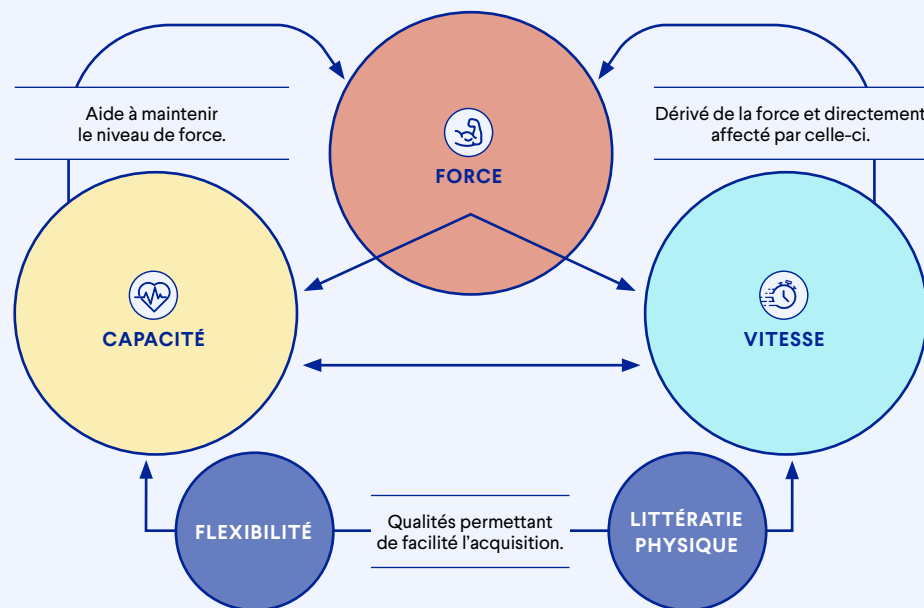 Aide à maintenir
le niveau de force.
FORCE
Dérivé de la force et directement
affecté par celle-ci.
CAPACITÉ
VITESSE
FLEXIBILITÉ
Qualités permettant
de facilité l’acquisition.
LITTÉRATIE
PHYSIQUE